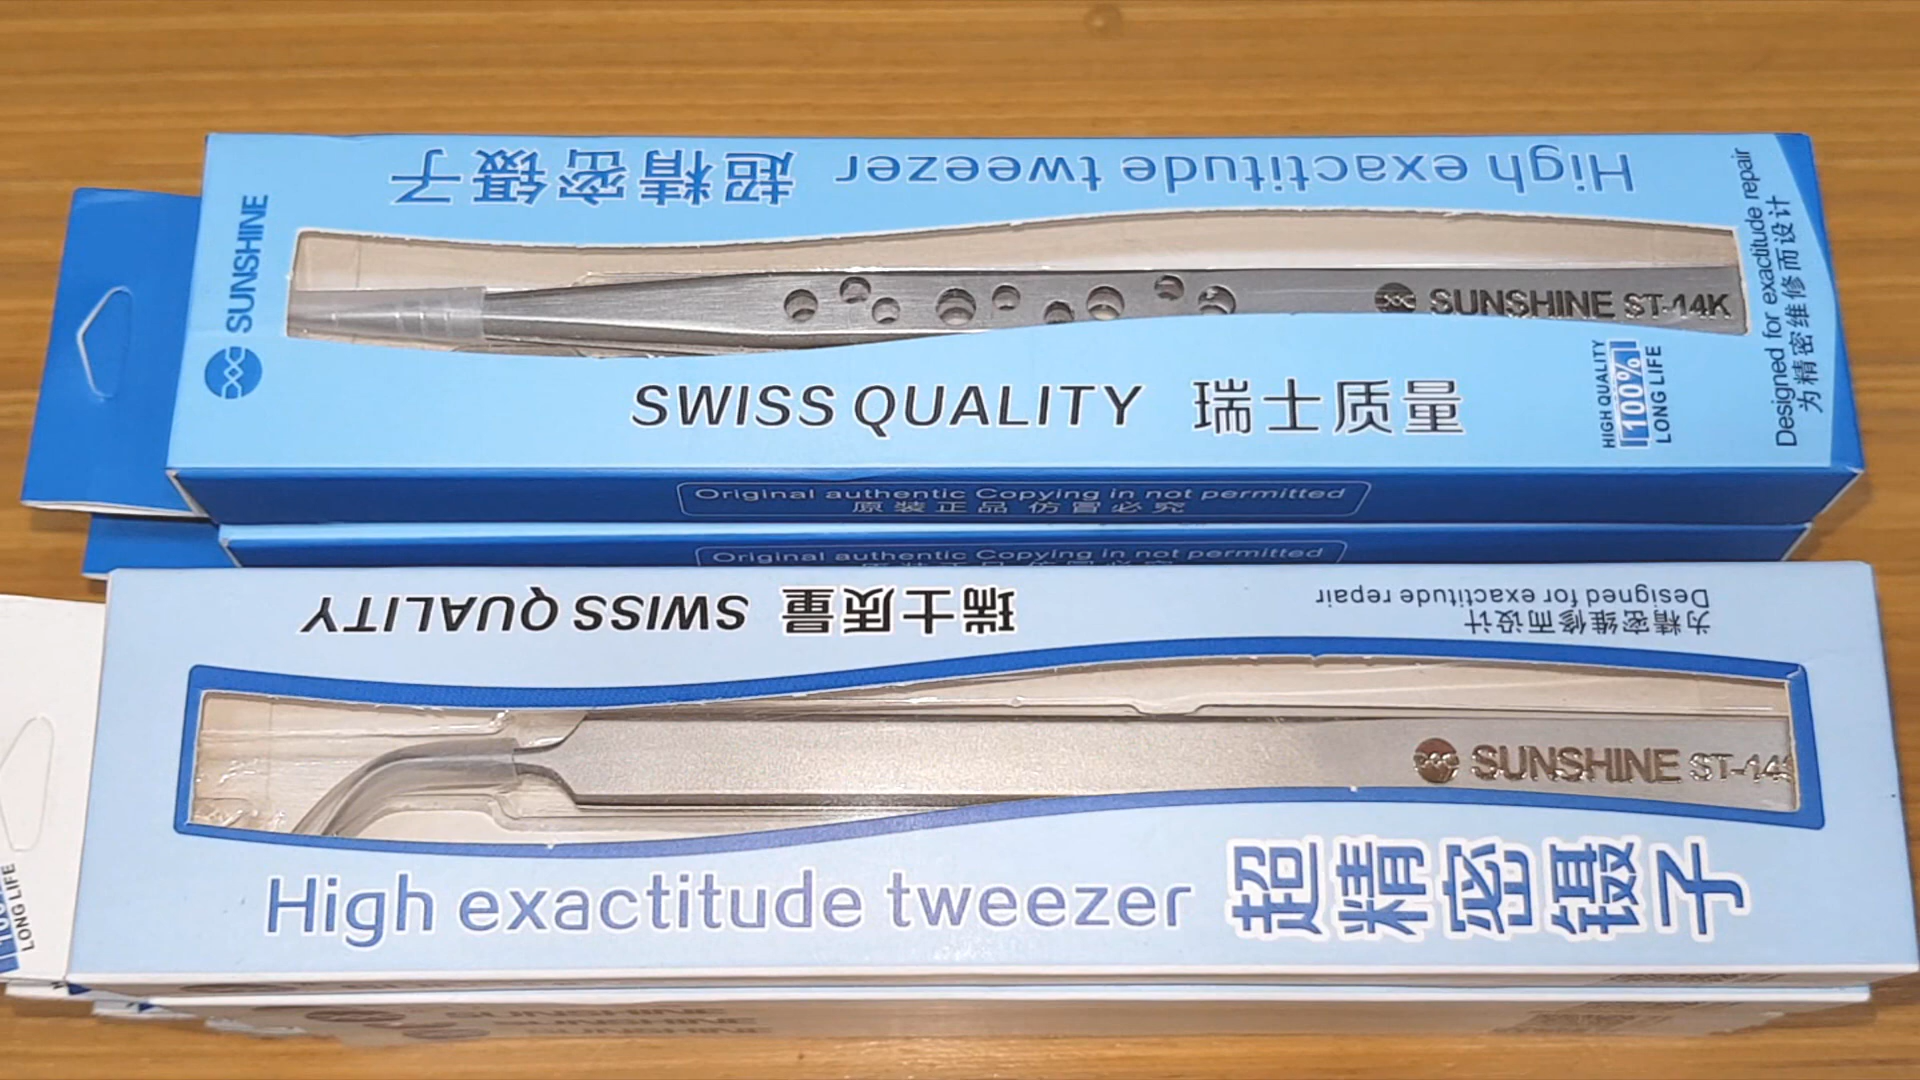 超精密镊子 High exactitude tweezer
SUNSHINE
SUNSHINE ST-14K
SWISS QUALITY 瑞士质量
HIGH QUALITY
100%
LONG LIFE
Designed for exactitude repair
为精密维修而设计
Original authentic Copying in not permitted
原装正品 仿冒必究
Original authentic Copying in not permitted
SWISS QUALITY 瑞士质量
Designed for exactitude repair
为精密维修而设计
SUNSHINE ST-14
High exactitude tweezer 超精密镊子
LONG LIFE
SUNSHINE
SUNSHINE